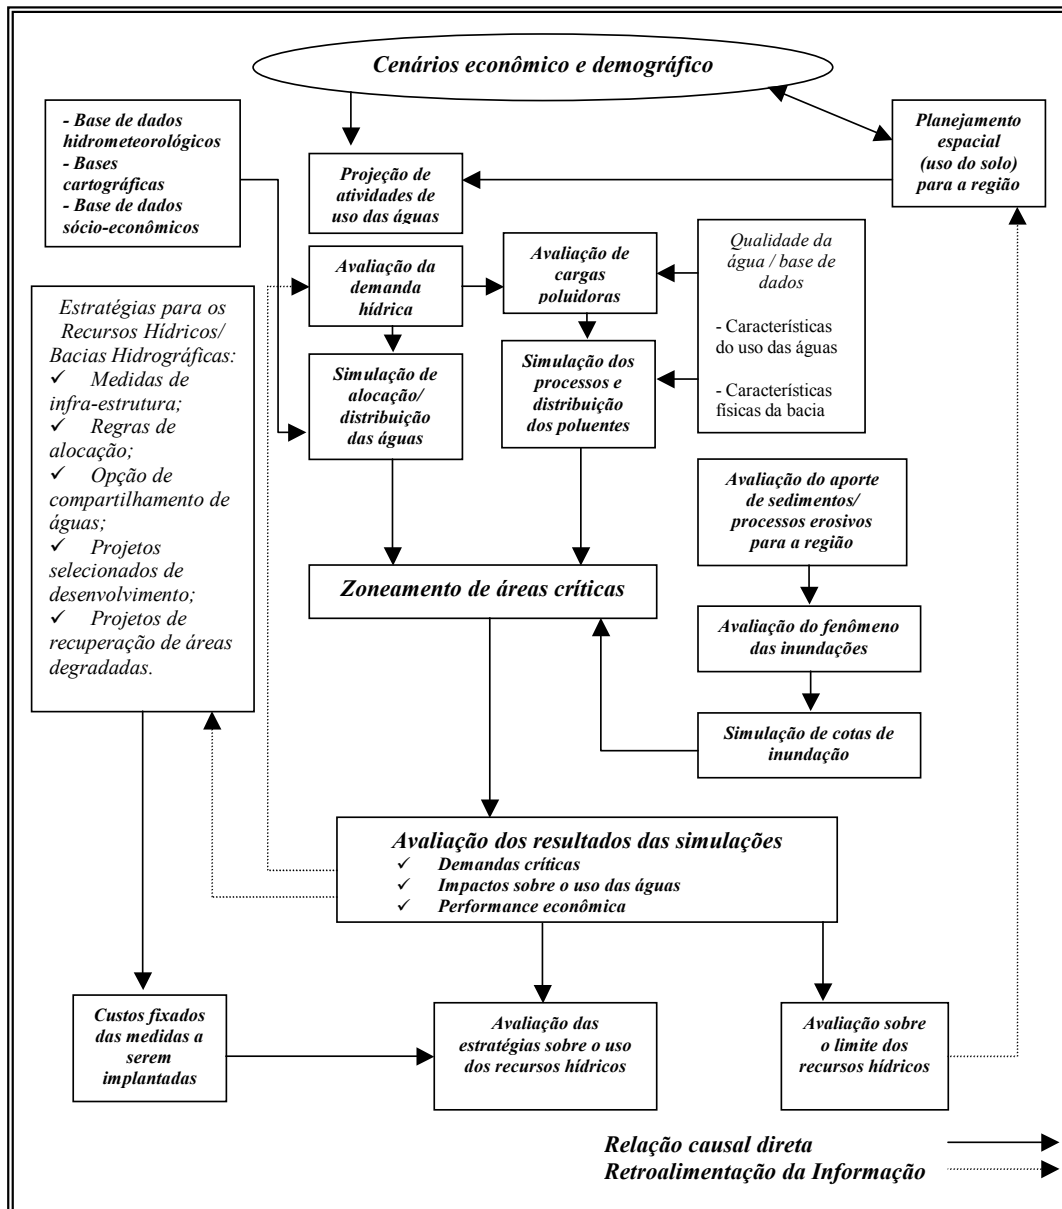 Cenários econômico e demográfico
- Base de dados
hidrometeorológicos
- Bases
cartográficas
- Base de dados
sócio-econômicos
Projeção de
atividades de
uso das águas
Planejamento
espacial
(uso do solo)
para a região
Avaliação da
demanda
hídrica
Avaliação de
cargas
poluidoras
Qualidade da
água / base de
dados
- Características
do uso das águas
- Características
físicas da bacia
Estratégias para os
Recursos Hídricos/
Bacias Hidrográficas:
✓ Medidas de
infra-estrutura;
✓ Regras de
alocação;
✓ Opção de
compartilhamento de
águas;
✓ Projetos
selecionados de
desenvolvimento;
✓ Projetos de
recuperação de áreas
degradadas.
Simulação de
alocação/
distribuição
das águas
Simulação dos
processos e
distribuição
dos poluentes
Avaliação do aporte
de sedimentos/
processos erosivos
para a região
Zoneamento de áreas críticas
Avaliação do fenômeno
das inundações
Simulação de cotas de
inundação
Avaliação dos resultados das simulações
✓ Demandas críticas
✓ Impactos sobre o uso das águas
✓ Performance econômica
Custos fixados
das medidas a
serem
implantadas
Avaliação das
estratégias sobre o uso
dos recursos hídricos
Avaliação sobre
o limite dos
recursos hídricos
Relação causal direta
Retroalimentação da Informação